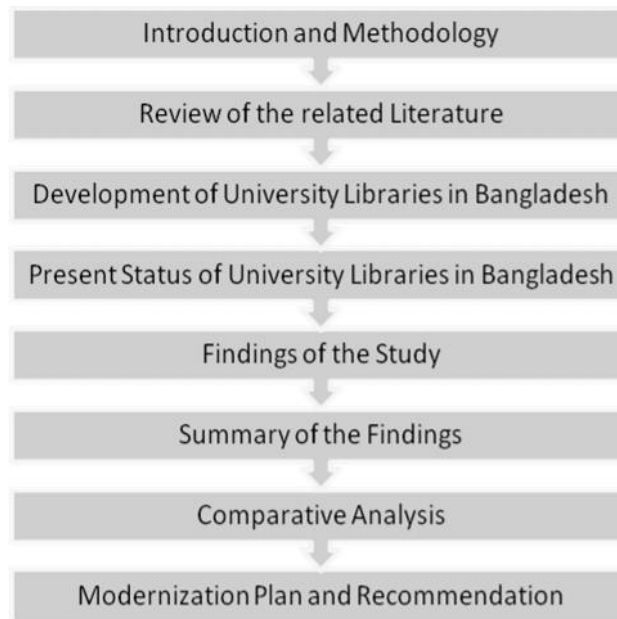 Introduction and Methodology
Review of the related Literature
Development of University Libraries in Bangladesh
Present Status of University Libraries in Bangladesh
Findings of the Study
Summary of the Findings
Comparative Analysis
Modernization Plan and Recommendation